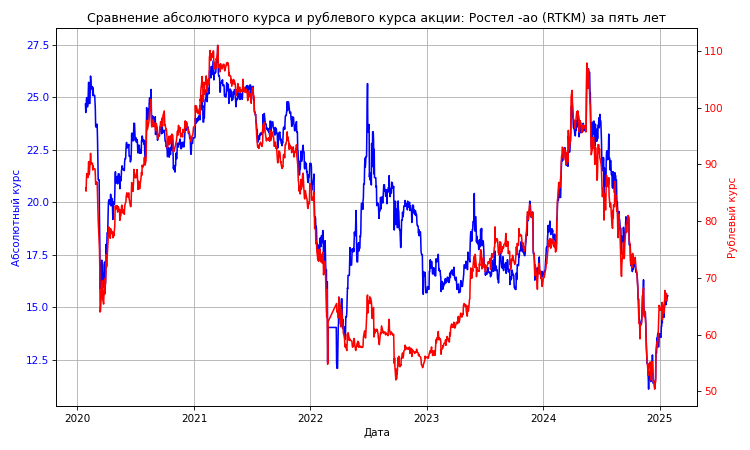 Сравнение абсолютного курса и рублевого курса акции: Ростел -ао (RTKM) за пять лет
27.5
25.0
22.5
20.0
17.5
15.0
12.5
Абсолютный курс
110
100
90
80
70
60
50
Рублевый курс
2020 2021 2022 2023 2024 2025
Дата